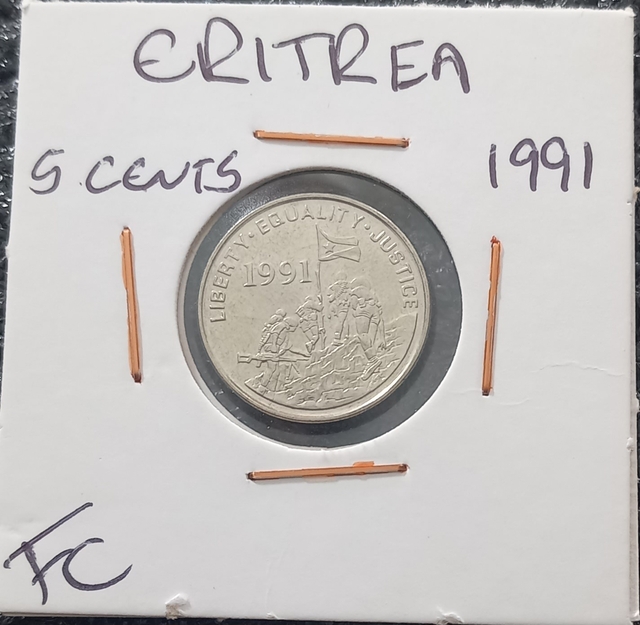 ERITREA
5 CENTS 1991
LIBERTY · EQUALITY · JUSTICE
1991
FC